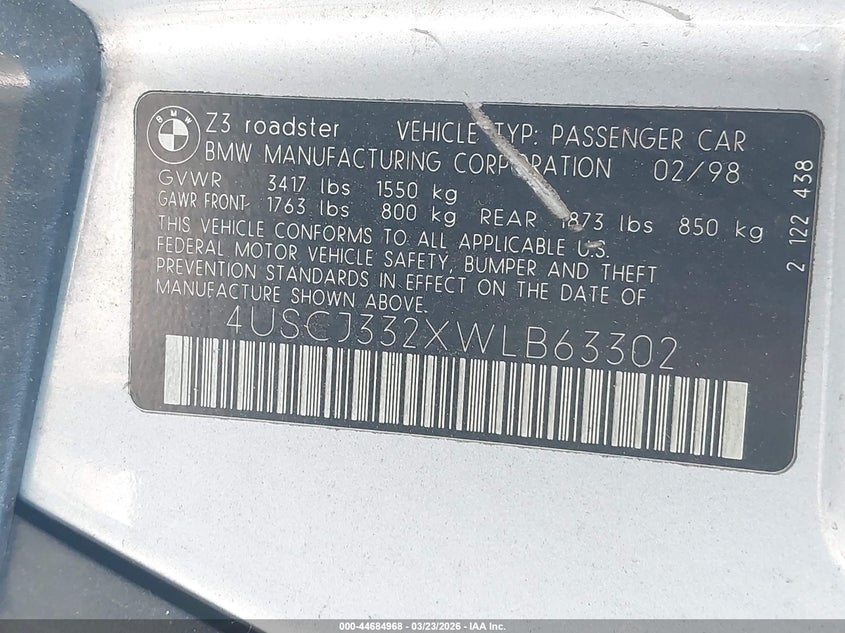 BMW
Z3 roadster VEHICLE TYP: PASSENGER CAR
BMW MANUFACTURING CORPORATION 02/98
GVWR 3417 lbs 1550 kg
GAWR FRONT 1763 lbs 800 kg REAR 1873 lbs 850 kg
THIS VEHICLE CONFORMS TO ALL APPLICABLE U.S.
FEDERAL MOTOR VEHICLE SAFETY, BUMPER AND THEFT
PREVENTION STANDARDS IN EFFECT ON THE DATE OF
MANUFACTURE SHOWN ABOVE.
4USCJ332XWLB63302
2 122 438
000-44684968 - 03/23/2026 - IAA Inc.